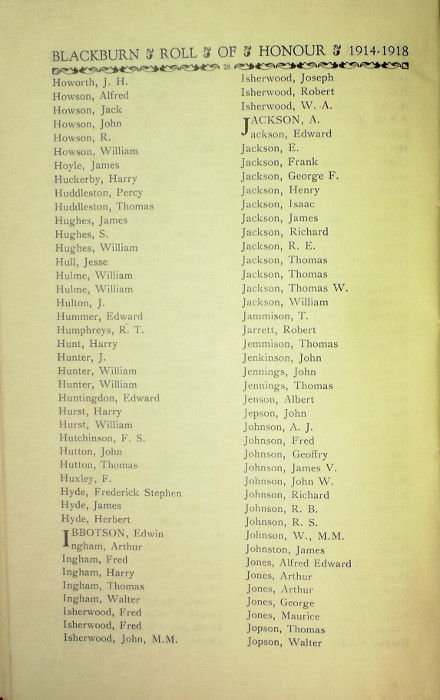 BLACKBURN ROLL OF HONOUR 1914-1918
28
Howorth, J. H.
Howson, Alfred
Howson, Jack
Howson, John
Howson, R.
Howson, William
Hoyle, James
Huckerby, Harry
Huddleston, Percy
Huddleston, Thomas
Hughes, James
Hughes, S.
Hughes, William
Hull, Jesse
Hulme, William
Hulme, William
Hulton, J.
Hummer, Edward
Humphreys, R. T.
Hunt, Harry
Hunter, J.
Hunter, William
Hunter, William
Huntingdon, Edward
Hurst, Harry
Hurst, William
Hutchinson, F. S.
Hutton, John
Hutton, Thomas
Huxley, F.
Hyde, Frederick Stephen
Hyde, James
Hyde, Herbert
IBBOTSON, Edwin
Ingham, Arthur
Ingham, Fred
Ingham, Harry
Ingham, Thomas
Ingham, Walter
Isherwood, Fred
Isherwood, Fred
Isherwood, John, M.M.
Isherwood, Joseph
Isherwood, Robert
Isherwood, W. A.
JACKSON, A.
Jackson, Edward
Jackson, E.
Jackson, Frank
Jackson, George F.
Jackson, Henry
Jackson, Isaac
Jackson, James
Jackson, Richard
Jackson, R. E.
Jackson, Thomas
Jackson, Thomas
Jackson, Thomas W.
Jackson, William
Jammison, T.
Jarrett, Robert
Jemmison, Thomas
Jenkinson, John
Jennings, John
Jennings, Thomas
Jenson, Albert
Jepson, John
Johnson, A. J.
Johnson, Fred
Johnson, Geoffry
Johnson, James V.
Johnson, John W.
Johnson, Richard
Johnson, R. B.
Johnson, R. S.
Johnson, W., M.M.
Johnston, James
Jones, Alfred Edward
Jones, Arthur
Jones, Arthur
Jones, George
Jones, Maurice
Jopson, Thomas
Jopson, Walter